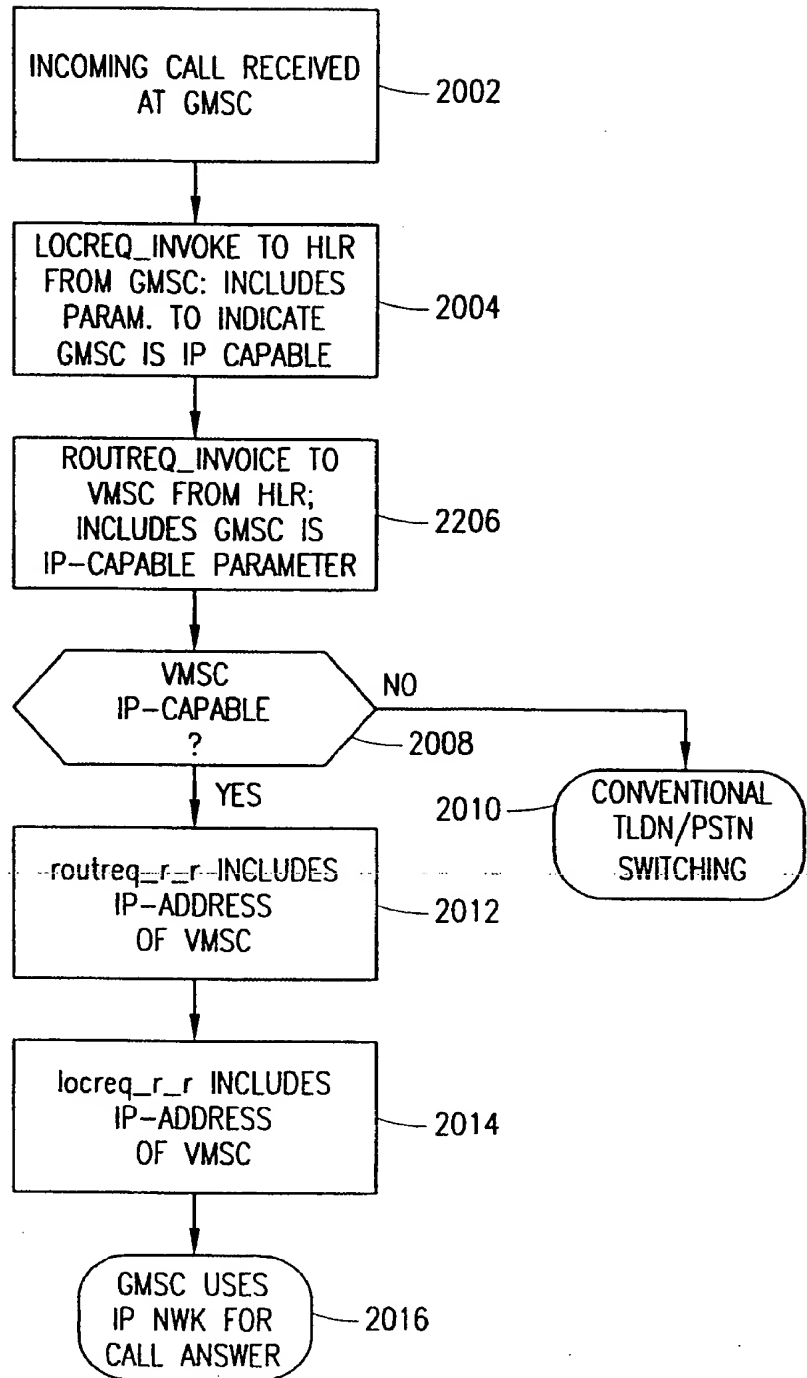 INCOMING CALL RECEIVED
AT GMSC
2002
LOCREQ_INVOKE TO HLR
FROM GMSC: INCLUDES
PARAM. TO INDICATE
GMSC IS IP CAPABLE
2004
ROUTREQ_INVOICE TO
VMSC FROM HLR;
INCLUDES GMSC IS
IP-CAPABLE PARAMETER
2206
VMSC
IP-CAPABLE
?
2008
NO
YES
2010
CONVENTIONAL
TLDN/PSTN
SWITCHING
routreq_r_r INCLUDES
IP-ADDRESS
OF VMSC
2012
locreq_r_r INCLUDES
IP-ADDRESS
OF VMSC
2014
GMSC USES
IP NWK FOR
CALL ANSWER
2016